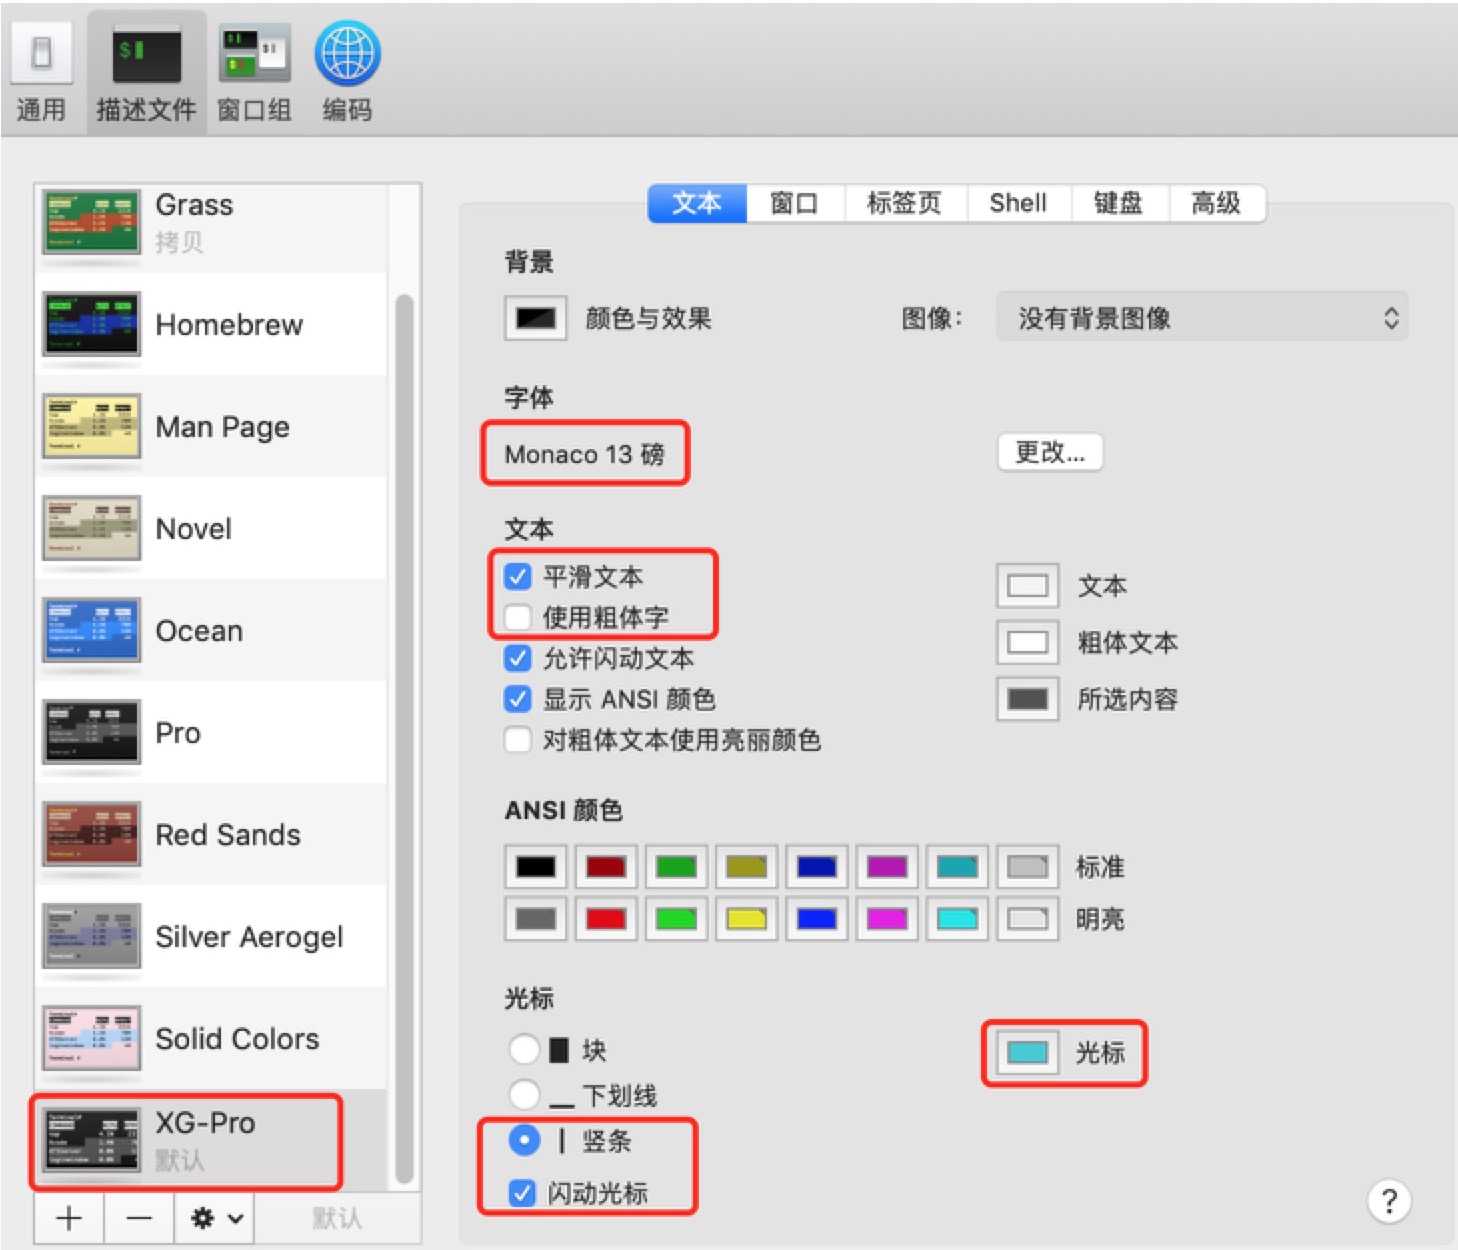 通用
描述文件
窗口组
编码
Grass
拷贝
Homebrew
Man Page
Novel
Ocean
Pro
Red Sands
Silver Aerogel
Solid Colors
XG-Pro
默认
默认
文本
窗口
标签页
Shell
键盘
高级
背景
颜色与效果
图像：
没有背景图像
字体
Monaco 13 磅
更改...
文本
平滑文本
使用粗体字
允许闪动文本
显示 ANSI 颜色
对粗体文本使用亮丽颜色
文本
粗体文本
所选内容
ANSI 颜色
标准
明亮
光标
块
下划线
竖条
闪动光标
光标
?